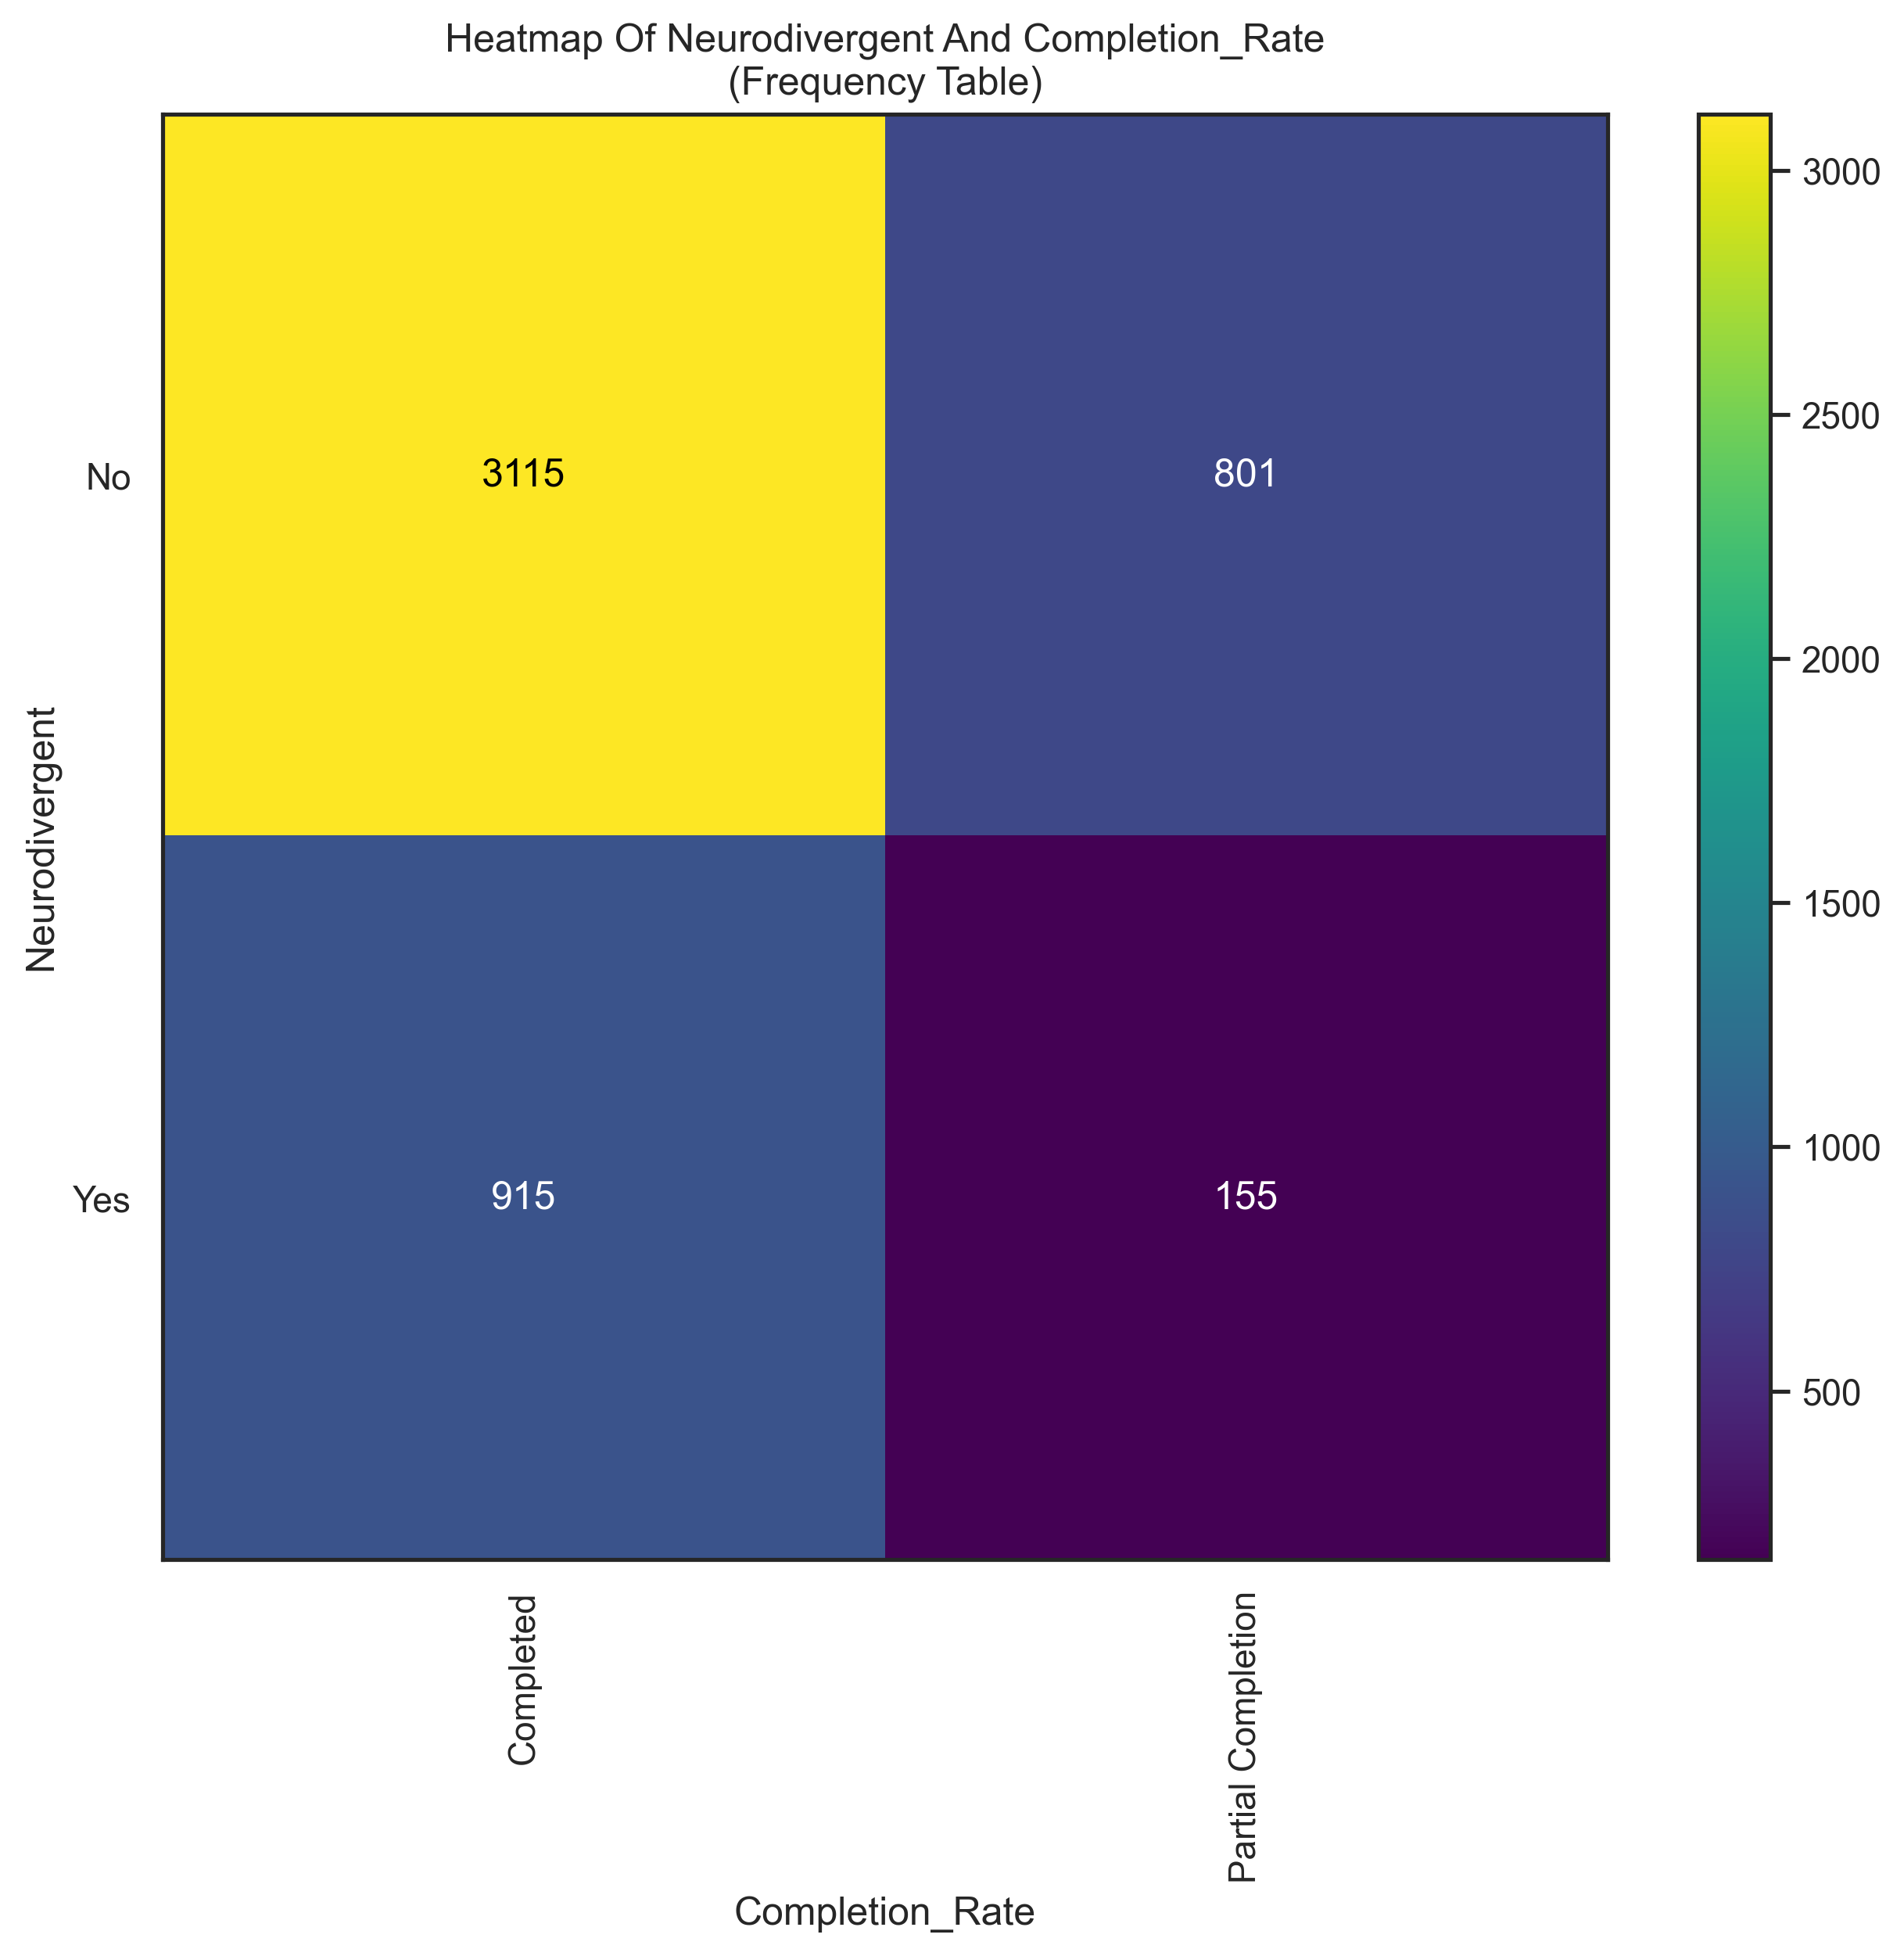 Heatmap Of Neurodivergent And Completion_Rate
(Frequency Table)
Neurodivergent
No
Yes
3115
801
915
155
Completed
Partial Completion
Completion_Rate
3000
2500
2000
1500
1000
500